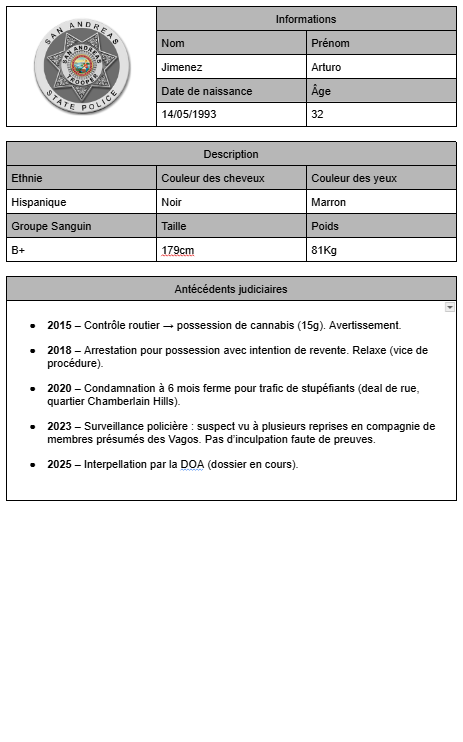 SAN ANDREAS
SAN ANDREAS
TROOPER
STATE POLICE
Informations
Nom Prénom
Jimenez Arturo
Date de naissance Âge
14/05/1993 32
Description
Ethnie Couleur des cheveux Couleur des yeux
Hispanique Noir Marron
Groupe Sanguin Taille Poids
B+ 179cm 81Kg
Antécédents judiciaires
● 2015 – Contrôle routier → possession de cannabis (15g). Avertissement.
● 2018 – Arrestation pour possession avec intention de revente. Relaxe (vice de
procédure).
● 2020 – Condamnation à 6 mois ferme pour trafic de stupéfiants (deal de rue,
quartier Chamberlain Hills).
● 2023 – Surveillance policière : suspect vu à plusieurs reprises en compagnie de
membres présumés des Vagos. Pas d’inculpation faute de preuves.
● 2025 – Interpellation par la DOA (dossier en cours).